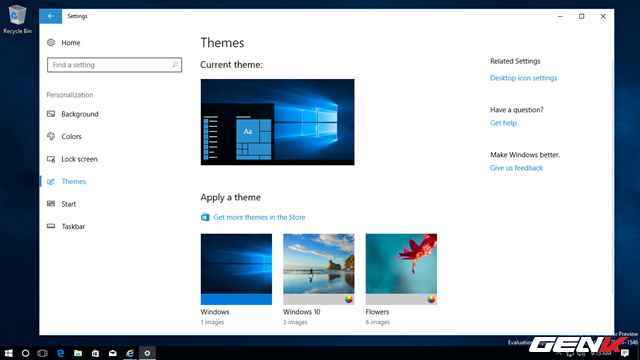 Recycle Bin
Settings
Home
Find a setting
Personalization
Background
Colors
Lock screen
Themes
Start
Taskbar
Themes
Current theme:
Aa
Apply a theme
Get more themes in the Store
Windows
1 images
Windows 10
5 images
Flowers
6 images
Related Settings
Desktop icon settings
Have a question?
Get help
Make Windows better.
Give us feedback
Preview
Evaluation
-1546
GENK